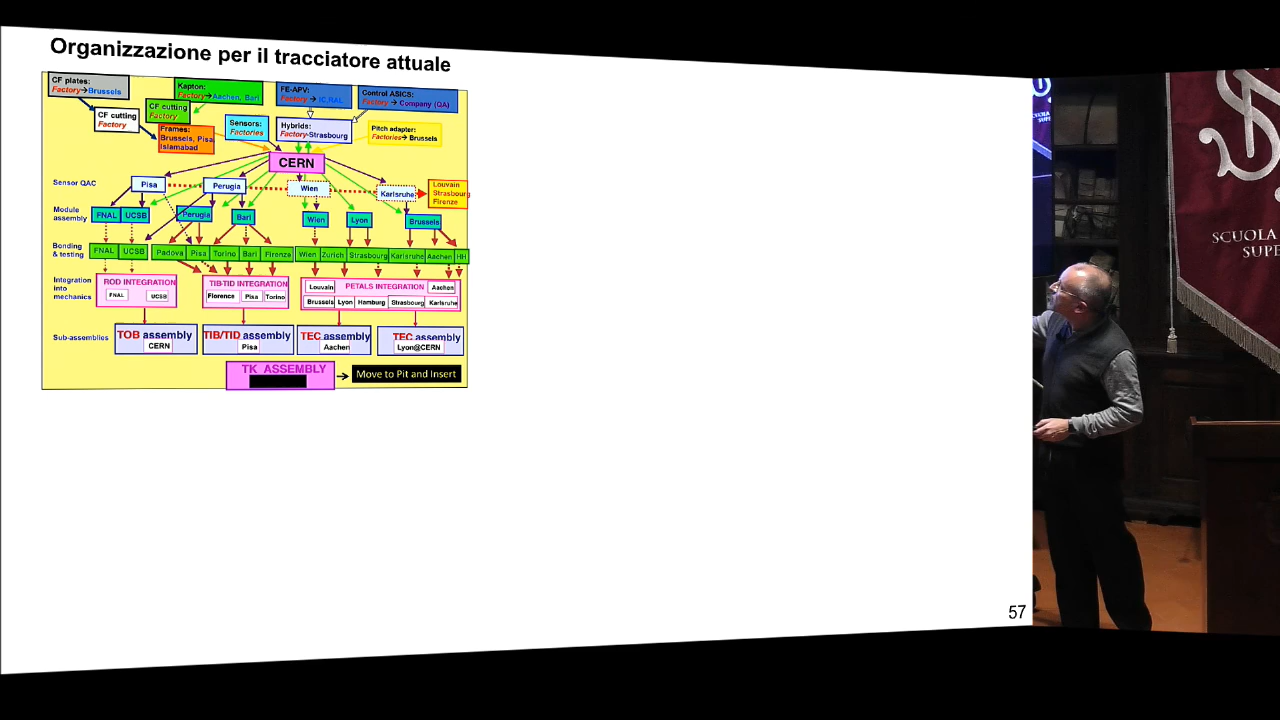 Organizzazione per il tracciatore attuale
CF plates:
Factory→Brussels
Kapton:
Factory→Aachen, Bari
FE-APV:
Factory → IC,RAL
Control ASICS:
Factory → Company (QA)
CF cutting
Factory
CF cutting
Factory
Frames:
Brussels, Pisa,
Islamabad
Sensors:
Factories
Hybrids:
Factory-Strasbourg
Pitch adapter:
Factories→ Brussels
CERN
Sensor QAC
Pisa
Perugia
Wien
Karlsruhe
Louvain
Strasbourg
Firenze
Module
assembly
FNAL
UCSB
Perugia
Bari
Wien
Lyon
Brussels
Bonding
& testing
FNAL
UCSB
Padova
Pisa
Torino
Bari
Firenze
Wien
Zurich
Strasbourg
Karlsruhe
Aachen
HH
Integration
into
mechanics
ROD INTEGRATION
FNAL
UCSB
TIB-TID INTEGRATION
Florence
Pisa
Torino
Louvain
PETALS INTEGRATION
Aachen
Brussels
Lyon
Hamburg
Strasbourg
Karlsruhe
Sub-assemblies
TOB assembly
CERN
TIB/TID assembly
Pisa
TEC assembly
Aachen
TEC assembly
Lyon@CERN
TK ASSEMBLY
Move to Pit and Insert
57
SCUOLA
SUPE